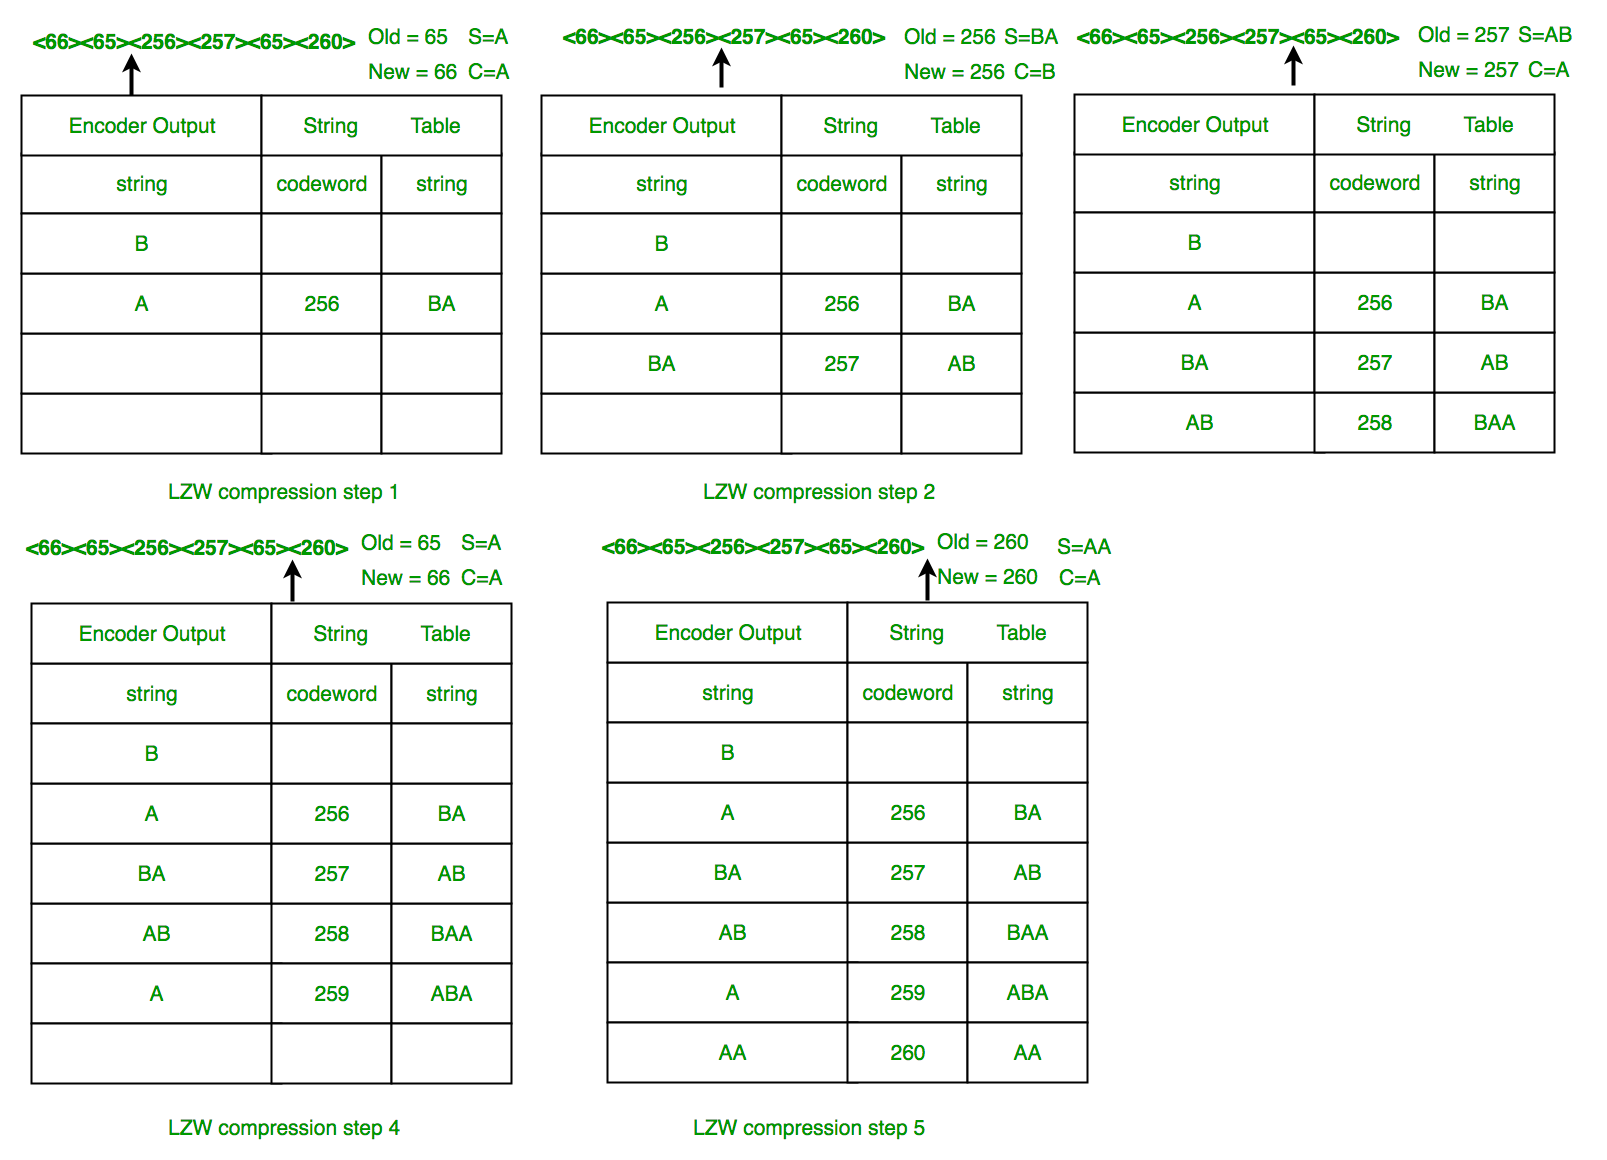 <66><65><256><257><65><260> Old = 65 S=A
New = 66 C=A
Encoder Output String Table
string codeword string
B
A 256 BA
LZW compression step 1
<66><65><256><257><65><260> Old = 256 S=BA
New = 256 C=B
Encoder Output String Table
string codeword string
B
A 256 BA
BA 257 AB
LZW compression step 2
<66><65><256><257><65><260> Old = 257 S=AB
New = 257 C=A
Encoder Output String Table
string codeword string
B
A 256 BA
BA 257 AB
AB 258 BAA
<66><65><256><257><65><260> Old = 65 S=A
New = 66 C=A
Encoder Output String Table
string codeword string
B
A 256 BA
BA 257 AB
AB 258 BAA
A 259 ABA
LZW compression step 4
<66><65><256><257><65><260> Old = 260 S=AA
New = 260 C=A
Encoder Output String Table
string codeword string
B
A 256 BA
BA 257 AB
AB 258 BAA
A 259 ABA
AA 260 AA
LZW compression step 5